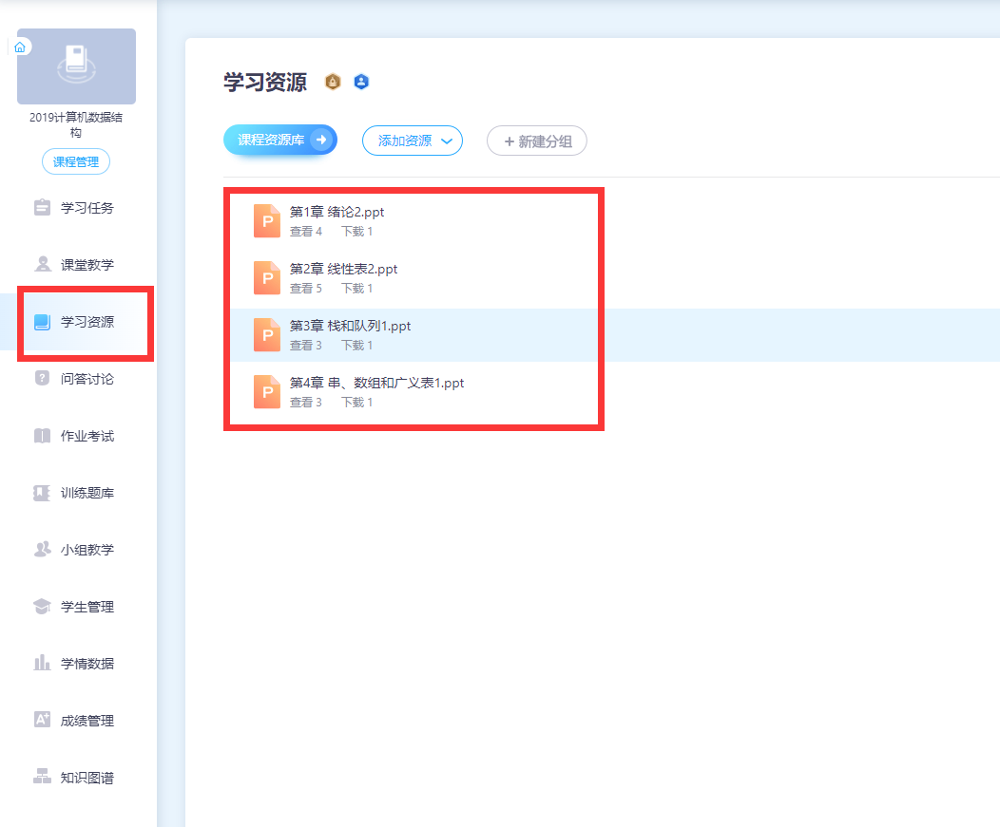 2019计算机数据结
构
课程管理
学习任务
课堂教学
学习资源
问答讨论
作业考试
训练题库
小组教学
学生管理
学情数据
成绩管理
知识图谱
学习资源
课程资源库
添加资源
+ 新建分组
第1章 绪论2.ppt
查看 4 下载 1
第2章 线性表2.ppt
查看 5 下载 1
第3章 栈和队列1.ppt
查看 3 下载 1
第4章 串、数组和广义表1.ppt
查看 3 下载 1